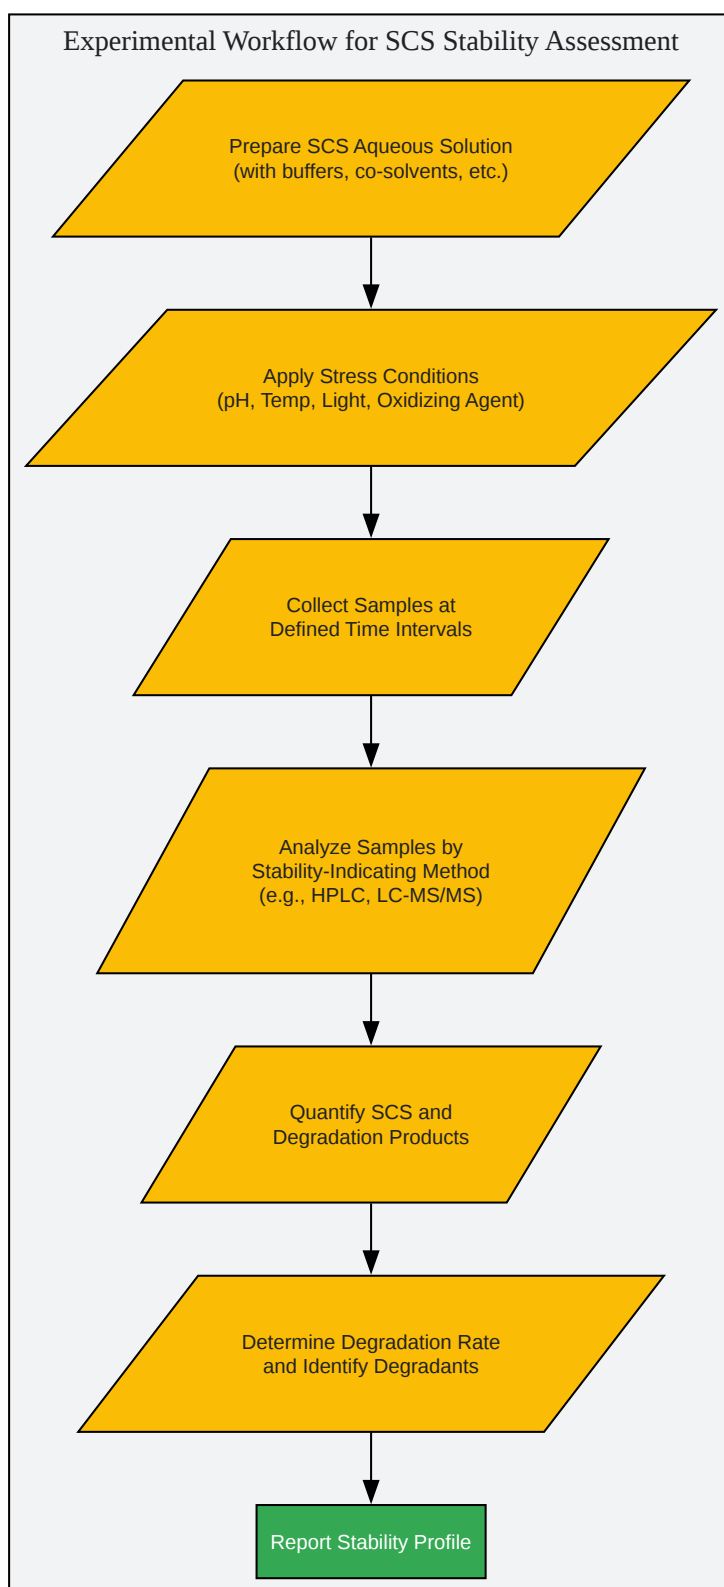 Experimental Workflow for SCS Stability Assessment
Prepare SCS Aqueous Solution
(with buffers, co-solvents, etc.)
Apply Stress Conditions
(pH, Temp, Light, Oxidizing Agent)
Collect Samples at
Defined Time Intervals
Analyze Samples by
Stability-Indicating Method
(e.g., HPLC, LC-MS/MS)
Quantify SCS and
Degradation Products
Determine Degradation Rate
and Identify Degradants
Report Stability Profile